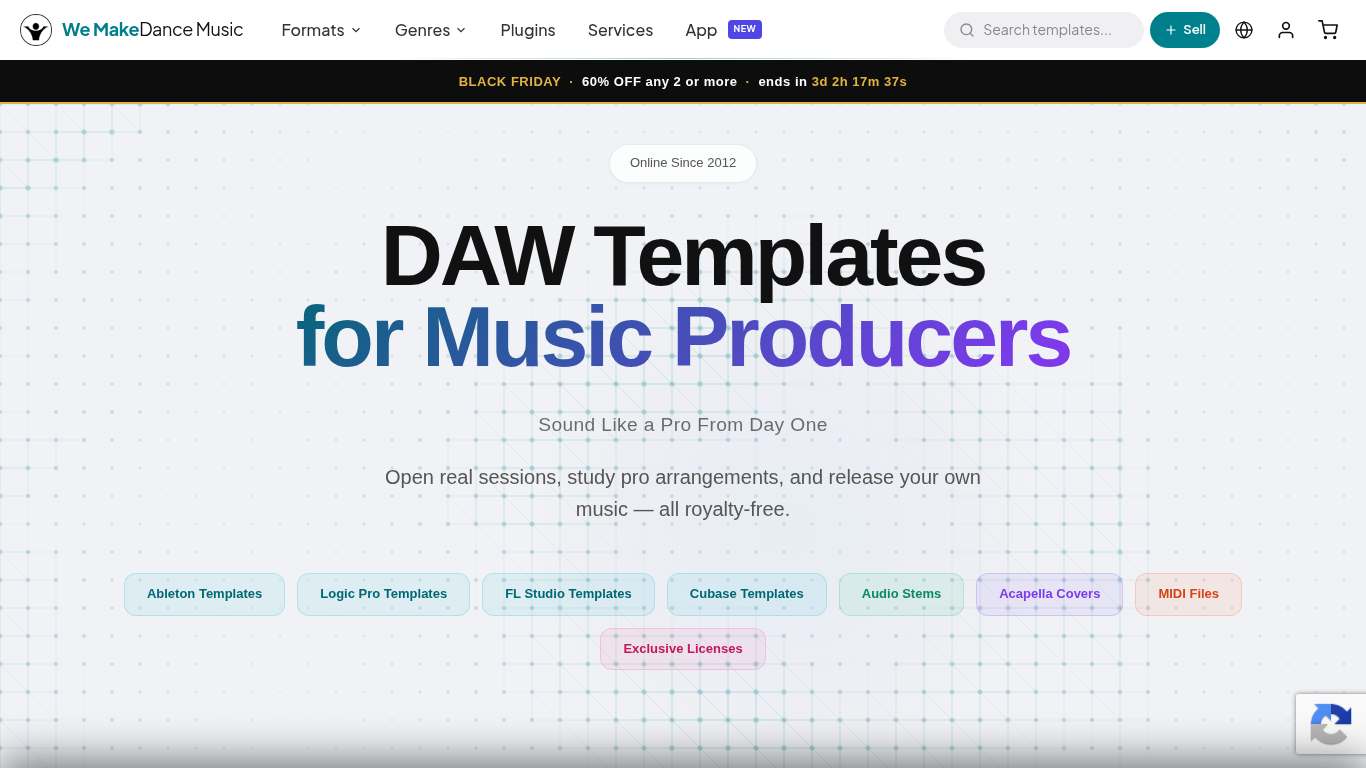 We MakeDance Music Formats Genres Plugins Services App NEW Search templates... + Sell
BLACK FRIDAY · 60% OFF any 2 or more · ends in 3d 2h 17m 37s
Online Since 2012
DAW Templates
for Music Producers
Sound Like a Pro From Day One
Open real sessions, study pro arrangements, and release your own
music — all royalty-free.
Ableton Templates Logic Pro Templates FL Studio Templates Cubase Templates Audio Stems Acapella Covers MIDI Files
Exclusive Licenses